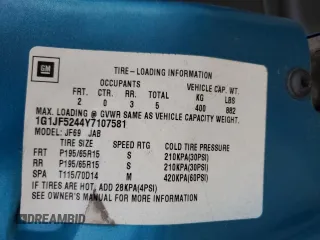 GM
TIRE-LOADING INFORMATION
OCCUPANTS VEHICLE CAP. WT.
FRT. CTR. RR. TOTAL KG LBS
2 0 3 5 400 882
MAX. LOADING @ GVWR SAME AS VEHICLE CAPACITY WEIGHT.
1G1JF5244Y7107581
MODEL: JF69 JAB
TIRE SIZE SPEED RTG COLD TIRE PRESSURE
FRT P195/65R15 S 210KPA(30PSI)
RR P195/65R15 S 210KPA(30PSI)
SPA T115/70D14 M 420KPA(60PSI)
IF TIRES ARE HOT, ADD 28KPA(4PSI)
SEE OWNER'S MANUAL FOR MORE INFORMATION
DREAMBID